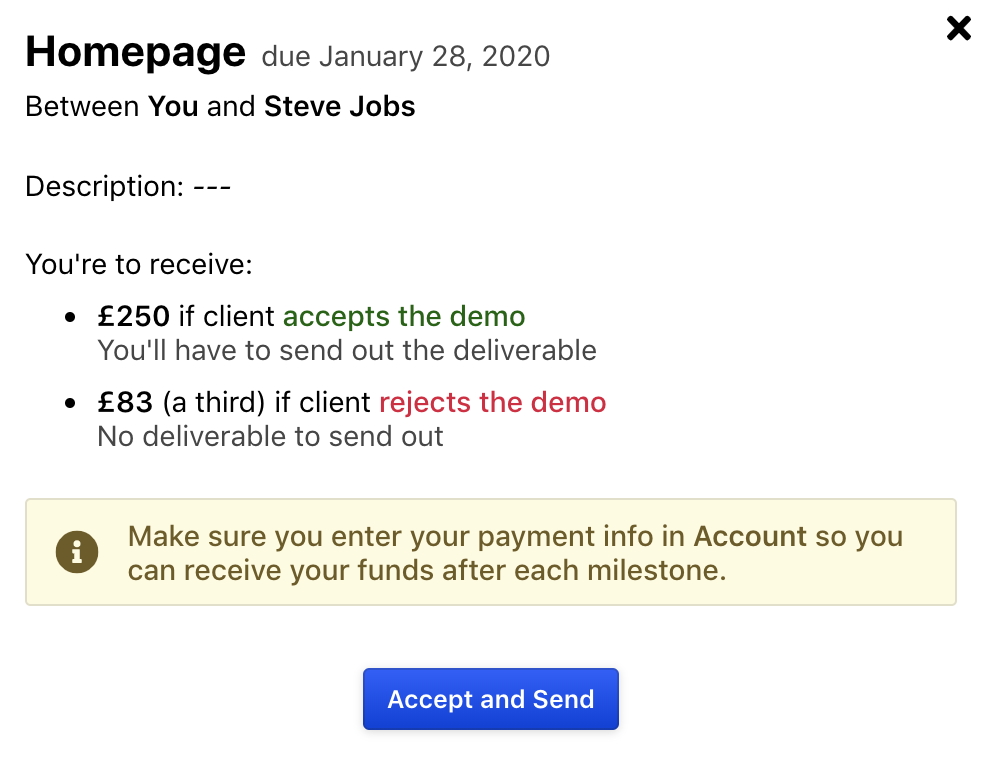 Homepage due January 28, 2020
Between You and Steve Jobs
Description: ---
You're to receive:
• £250 if client accepts the demo
You'll have to send out the deliverable
• £83 (a third) if client rejects the demo
No deliverable to send out
Make sure you enter your payment info in Account so you
can receive your funds after each milestone.
Accept and Send